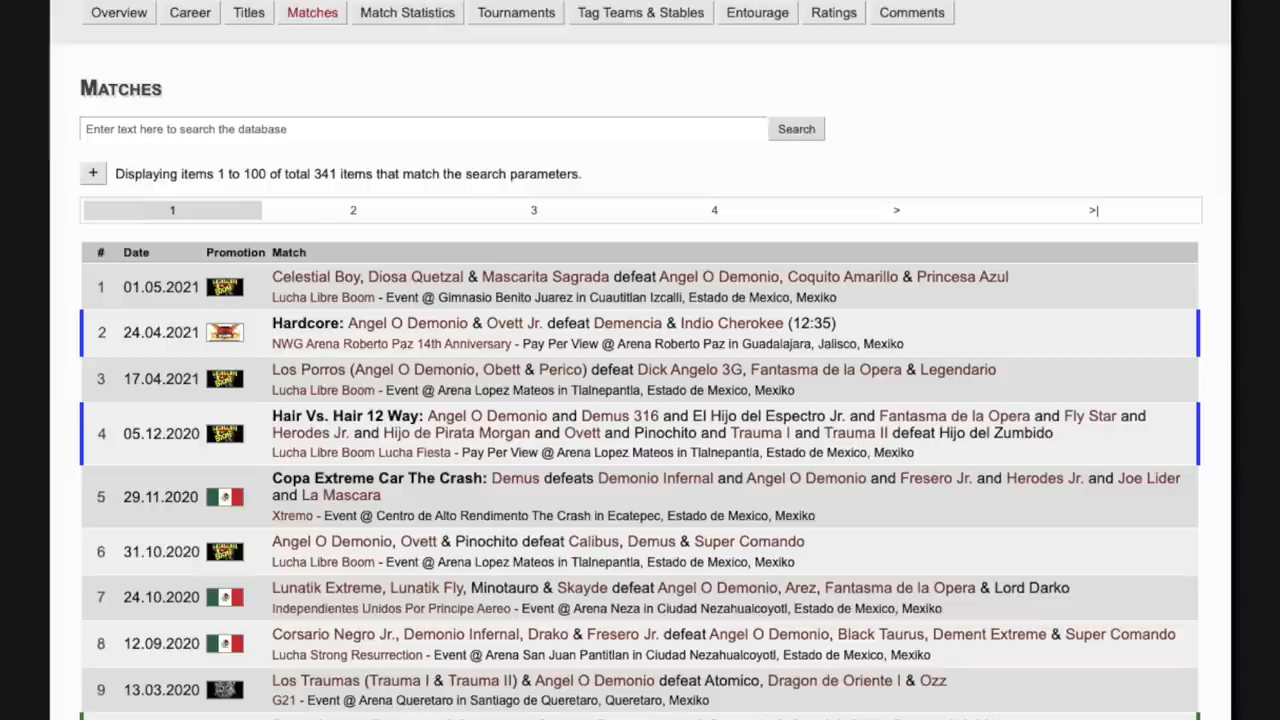 Overview Career Titles Matches Match Statistics Tournaments Tag Teams & Stables Entourage Ratings Comments
Matches
Enter text here to search the database Search
+ Displaying items 1 to 100 of total 341 items that match the search parameters.
1 2 3 4 > >|
# Date Promotion Match
1 01.05.2021 Celestial Boy, Diosa Quetzal & Mascarita Sagrada defeat Angel O Demonio, Coquito Amarillo & Princesa Azul
Lucha Libre Boom - Event @ Gimnasio Benito Juarez in Cuautitlan Izcalli, Estado de Mexico, Mexiko
2 24.04.2021 Hardcore: Angel O Demonio & Ovett Jr. defeat Demencia & Indio Cherokee (12:35)
NWG Arena Roberto Paz 14th Anniversary - Pay Per View @ Arena Roberto Paz in Guadalajara, Jalisco, Mexiko
3 17.04.2021 Los Porros (Angel O Demonio, Obett & Perico) defeat Dick Angelo 3G, Fantasma de la Opera & Legendario
Lucha Libre Boom - Event @ Arena Lopez Mateos in Tlalnepantla, Estado de Mexico, Mexiko
4 05.12.2020 Hair Vs. Hair 12 Way: Angel O Demonio and Demus 316 and El Hijo del Espectro Jr. and Fantasma de la Opera and Fly Star and
Herodes Jr. and Hijo de Pirata Morgan and Ovett and Pinochito and Trauma I and Trauma II defeat Hijo del Zumbido
Lucha Libre Boom Lucha Fiesta - Pay Per View @ Arena Lopez Mateos in Tlalnepantla, Estado de Mexico, Mexiko
5 29.11.2020 Copa Extreme Car The Crash: Demus defeats Demonio Infernal and Angel O Demonio and Fresero Jr. and Herodes Jr. and Joe Lider
and La Mascara
Xtremo - Event @ Centro de Alto Rendimento The Crash in Ecatepec, Estado de Mexico, Mexiko
6 31.10.2020 Angel O Demonio, Ovett & Pinochito defeat Calibus, Demus & Super Comando
Lucha Libre Boom - Event @ Arena Lopez Mateos in Tlalnepantla, Estado de Mexico, Mexiko
7 24.10.2020 Lunatik Extreme, Lunatik Fly, Minotauro & Skayde defeat Angel O Demonio, Arez, Fantasma de la Opera & Lord Darko
Independientes Unidos Por Principe Aereo - Event @ Arena Neza in Ciudad Nezahualcoyotl, Estado de Mexico, Mexiko
8 12.09.2020 Corsario Negro Jr., Demonio Infernal, Drako & Fresero Jr. defeat Angel O Demonio, Black Taurus, Dement Extreme & Super Comando
Lucha Strong Resurrection - Event @ Arena San Juan Pantitlan in Ciudad Nezahualcoyotl, Estado de Mexico, Mexiko
9 13.03.2020 Los Traumas (Trauma I & Trauma II) & Angel O Demonio defeat Atomico, Dragon de Oriente I & Ozz
G21 - Event @ Arena Queretaro in Santiago de Queretaro, Queretaro, Mexiko